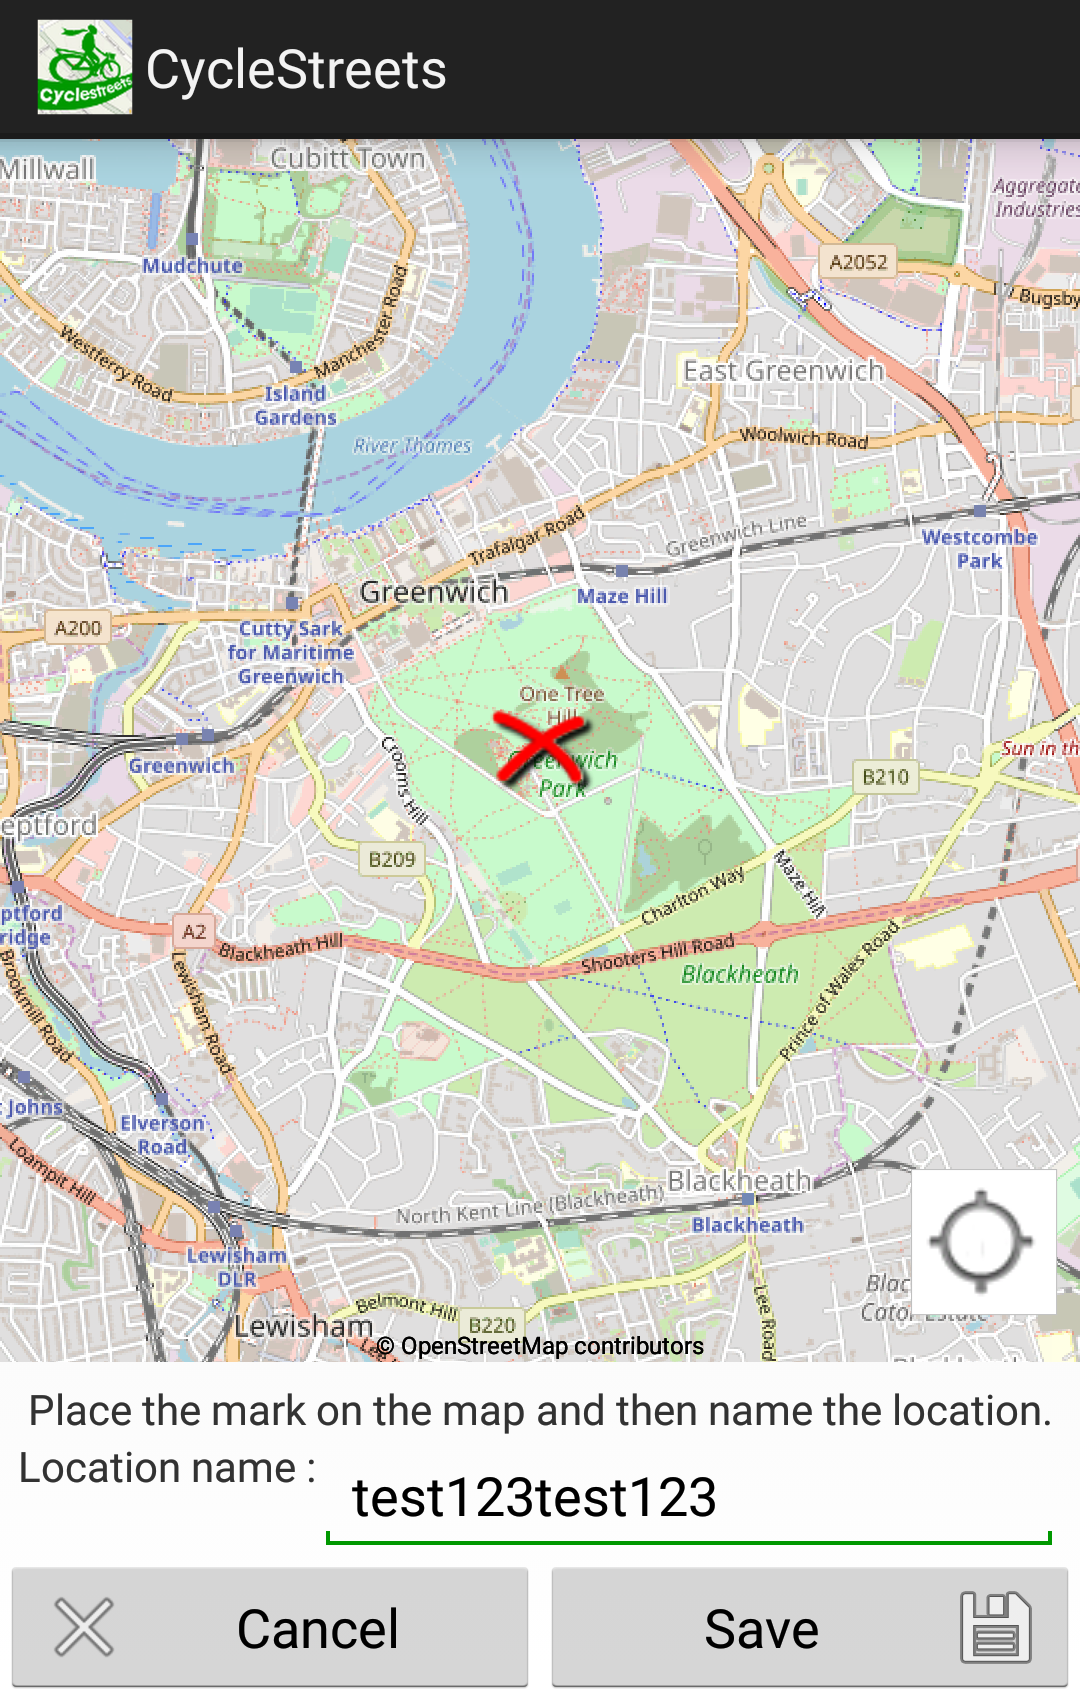 Cyclestreets
CycleStreets
Millwall
Cubitt Town
Aggregate
Industries
A2052
Mudchute
Bugsby
Manchester Road
Westferry Road
East Greenwich
Island
Gardens
River Thames
Woolwich Road
Trafalgar Road
Greenwich Line
Westcombe
Park
Greenwich
Maze Hill
A200
Cutty Sark
for Maritime
Greenwich
One Tree
Hill
Sun in th
Greenwich
Crooms Hill
Park
B210
eptford
B209
Maze Hill
Charlton Way
ptford
ridge
A2
Blackheath Hill
Shooters Hill Road
Blackheath
Prince of Wales Road
Brookmill Road
Lewisham Road
Johns
Elverson
Road
Loampit Hill
Blackheath
North Kent Line (Blackheath)
Blackheath
Lewisham
DLR
Blac
Cator Estate
Belmont Hill
B220
Lee Road
Lewisham
© OpenStreetMap contributors
Place the mark on the map and then name the location.
Location name :
test123test123
Cancel
Save